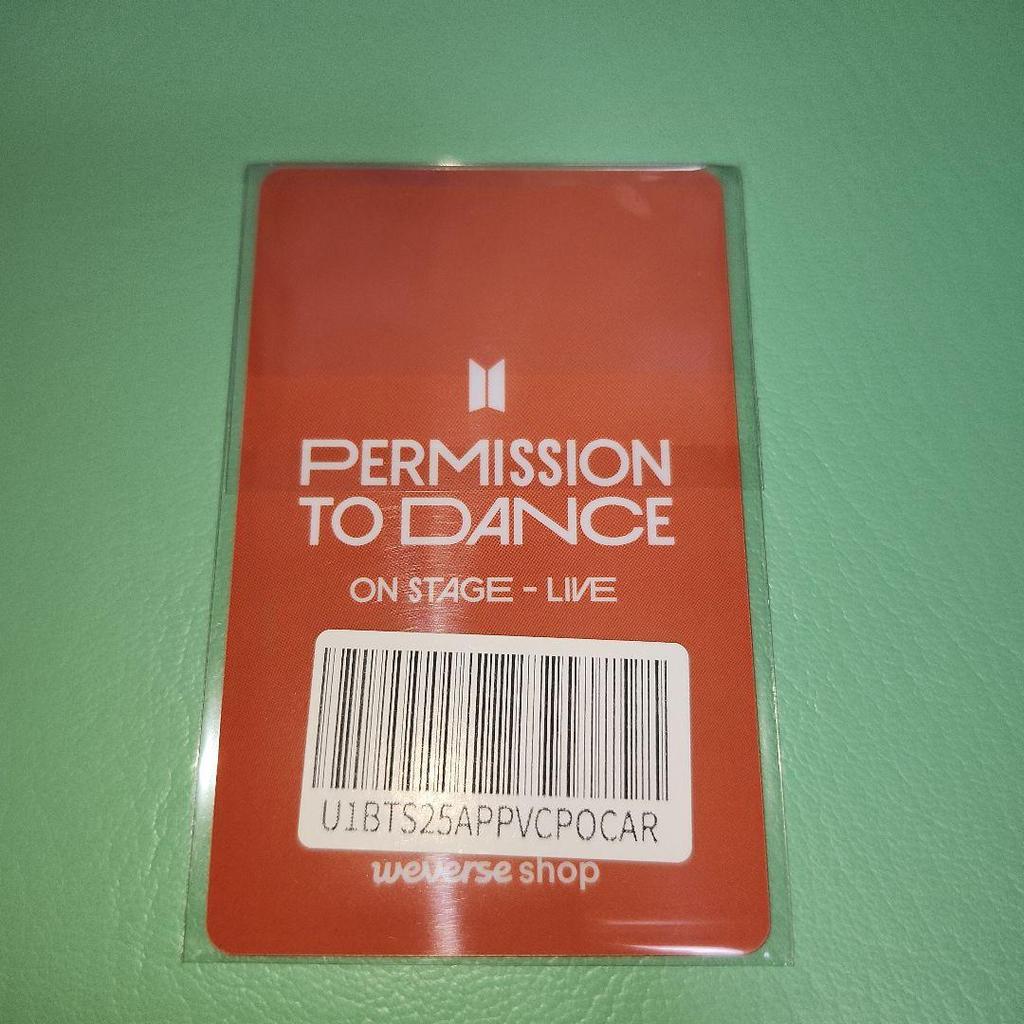 PERMISSION
TO DANCE
ON STAGE - LIVE
U1BTS25APPVCPOCAR
weverse shop